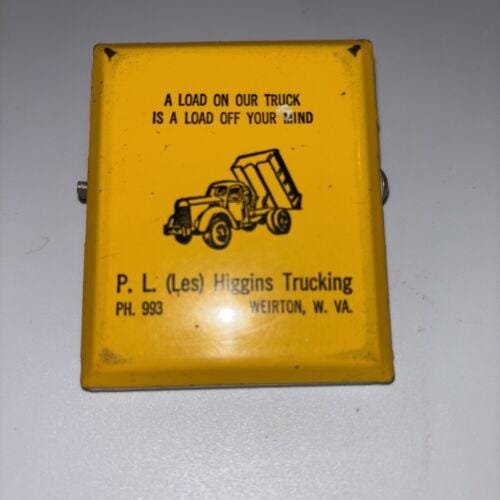 A LOAD ON OUR TRUCK
IS A LOAD OFF YOUR MIND
P. L. (Les) Higgins Trucking
PH. 993 WEIRTON, W. VA.